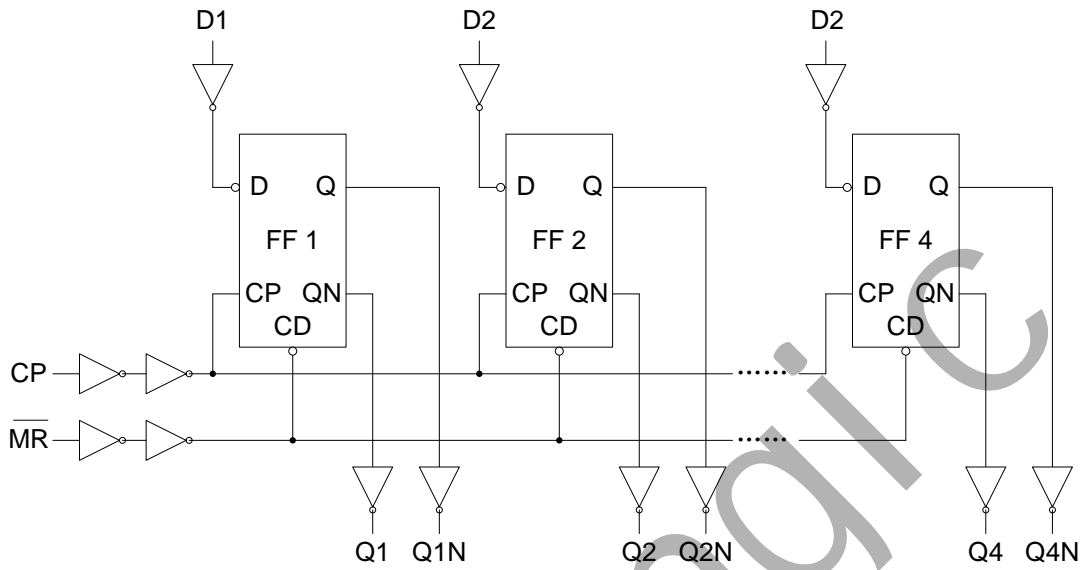 D1 D2 D2
D Q D Q D Q
FF 1 FF 2 FF 4
CP QN CP QN CP QN
CD CD CD
CP
MR
Q1 Q1N Q2 Q2N Q4 Q4N